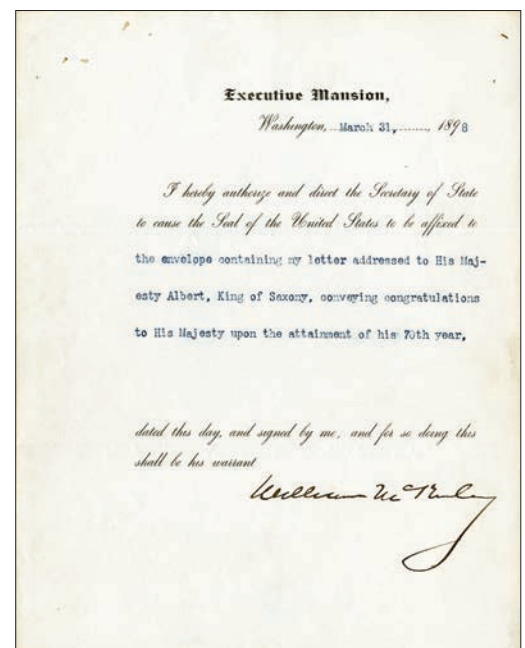 Executive Mansion,
Washington, March 31, 1898
I hereby authorize and direct the Secretary of State
to cause the Seal of the United States to be affixed to
the envelope containing my letter addressed to His Maj-
esty Albert, King of Saxony, conveying congratulations
to His Majesty upon the attainment of his 70th year,
dated this day, and signed by me, and for so doing this
shall be his warrant
William McKinley